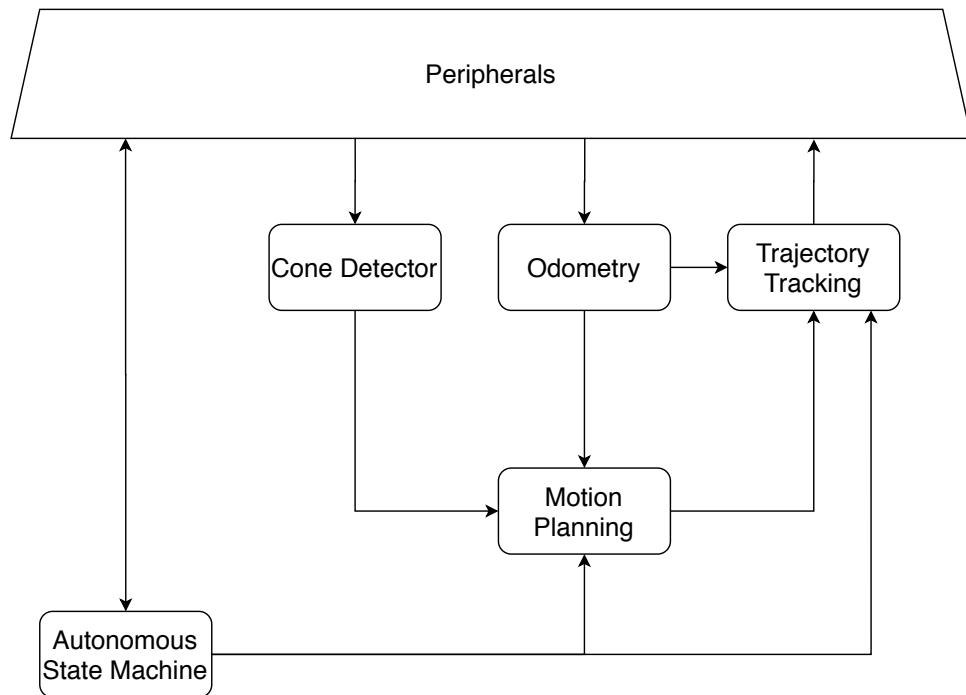 Peripherals
Cone Detector
Odometry
Trajectory
Tracking
Motion
Planning
Autonomous
State Machine